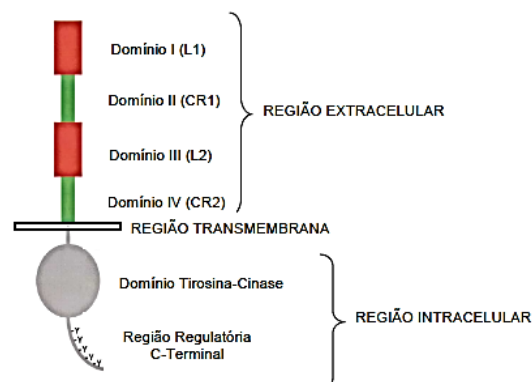 Domínio I (L1)
Domínio II (CR1)
REGIÃO EXTRACELULAR
Domínio III (L2)
Domínio IV (CR2)
REGIÃO TRANSMEMBRANA
Domínio Tirosina-Cinase
REGIÃO INTRACELULAR
Região Regulatória
C-Terminal
Y
Y
Y
Y
Y